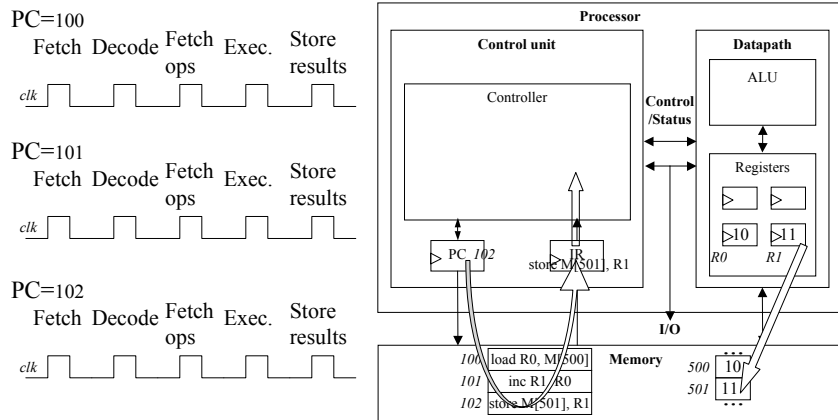 PC=100
Fetch Decode Fetch ops Exec. Store results
clk
PC=101
Fetch Decode Fetch ops Exec. Store results
clk
PC=102
Fetch Decode Fetch ops Exec. Store results
clk
Processor
Control unit
Controller
Control /Status
Datapath
ALU
Registers
10 11
R0 R1
PC 102
IR
store M[501], R1
I/O
Memory
100 load R0, M[500]
101 inc R1, R0
102 store M[501], R1
...
500 10
501 11
...